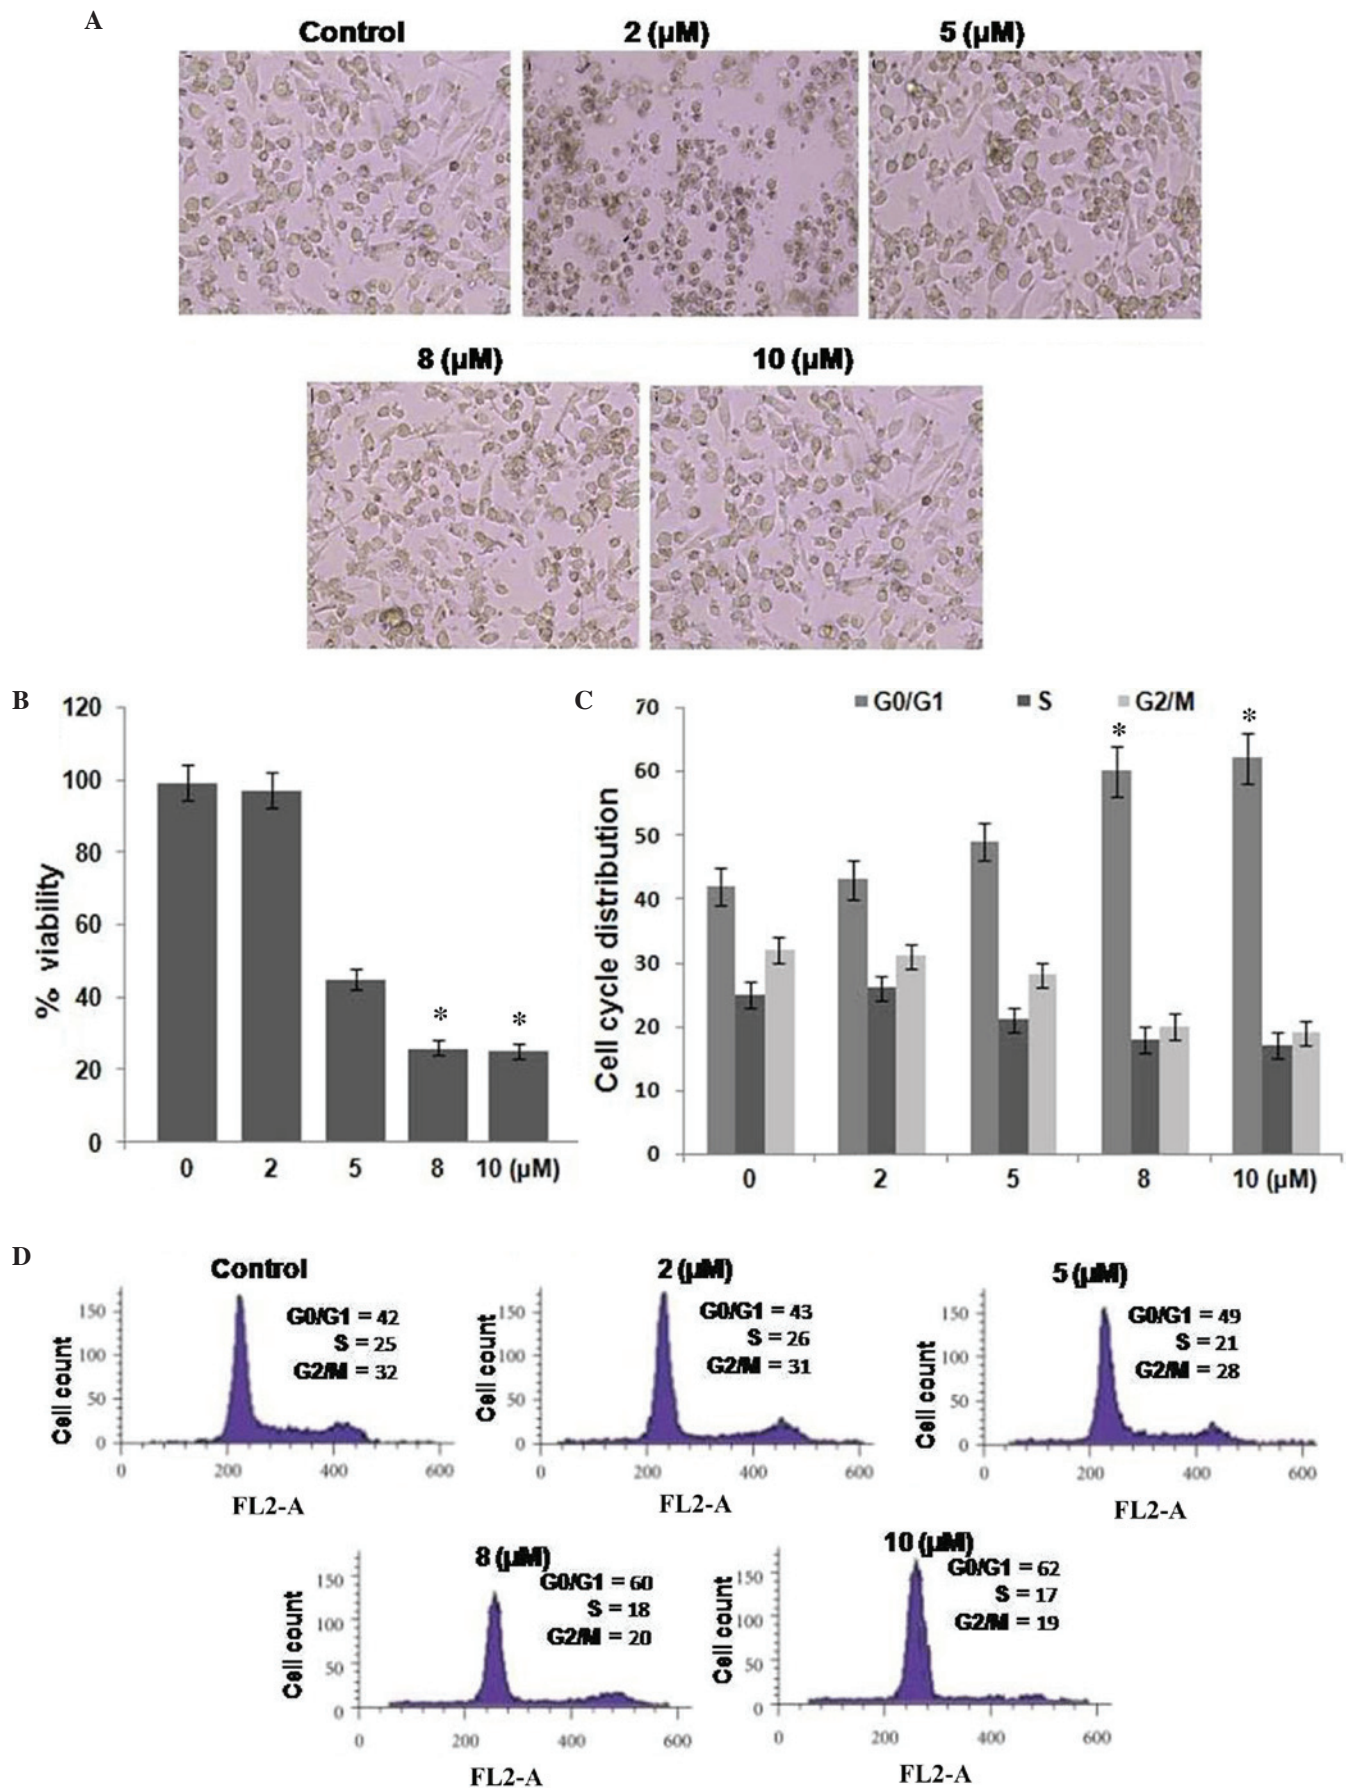 A
Control
2 (µM)
5 (µM)
8 (µM)
10 (µM)
B
% viability
120
100
80
60
40
20
0
*
*
0 2 5 8 10 (µM)
C
Cell cycle distribution
G0/G1 S G2/M
70
60
50
40
30
20
10
0
*
*
0 2 5 8 10 (µM)
D
Control
G0/G1 = 42
S = 25
G2/M = 32
Cell count
150
100
50
0
0 200 400 600
FL2-A
2 (µM)
G0/G1 = 43
S = 26
G2/M = 31
Cell count
150
100
50
0
0 200 400 600
FL2-A
5 (µM)
G0/G1 = 49
S = 21
G2/M = 28
Cell count
150
100
50
0
0 200 400 600
FL2-A
8 (µM)
G0/G1 = 60
S = 18
G2/M = 20
Cell count
150
100
50
0
0 200 400 600
FL2-A
10 (µM)
G0/G1 = 62
S = 17
G2/M = 19
Cell count
150
100
50
0
0 200 400 600
FL2-A